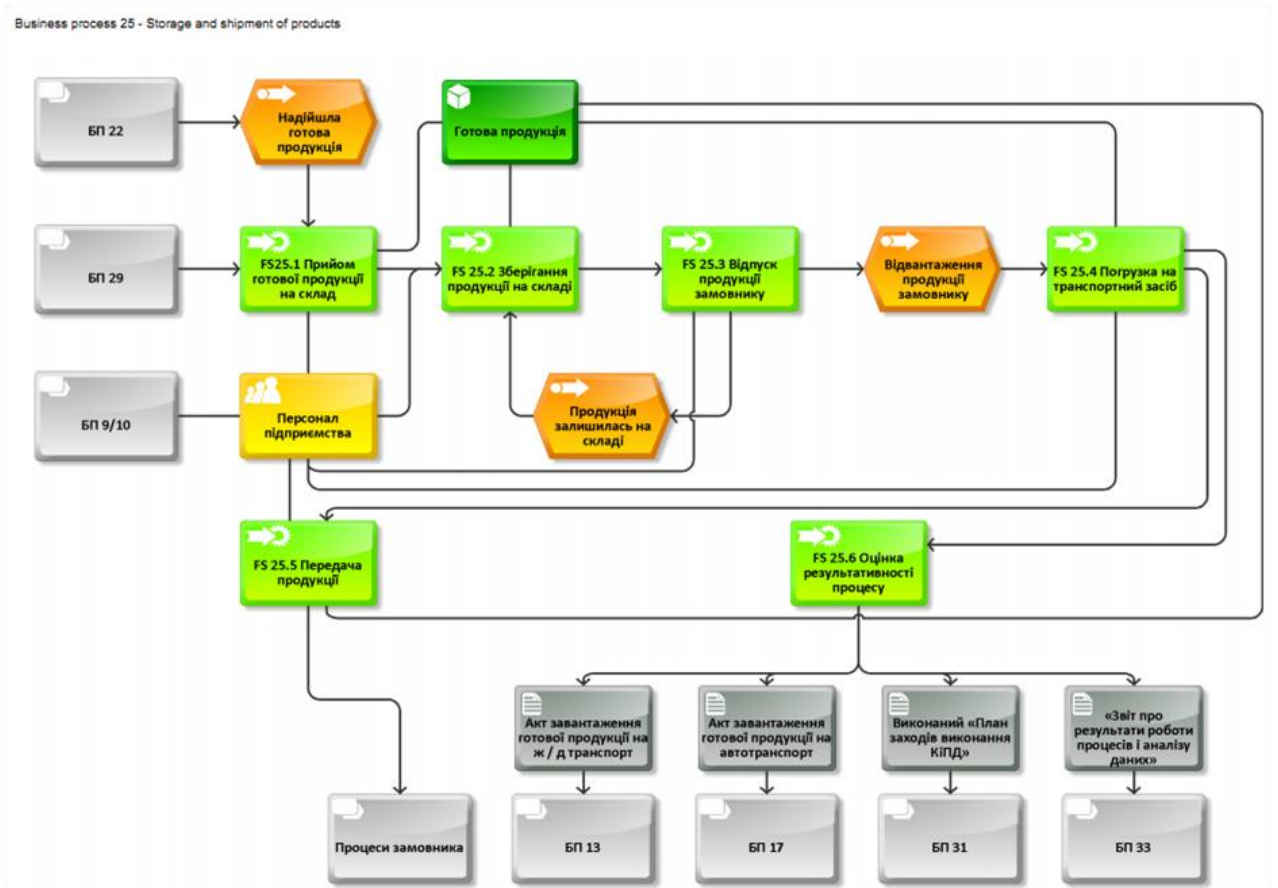 Business process 25 - Storage and shipment of products
БП 22
Надійшла
готова
продукція
Готова продукція
БП 29
FS25.1 Прийом
готової продукції
на склад
FS 25.2 Зберігання
продукції на складі
FS 25.3 Відпуск
продукції
замовнику
Відвантаження
продукції
замовнику
FS 25.4 Погрузка на
транспортний засіб
БП 9/10
Персонал
підприємства
Продукція
залишилась на
складі
FS 25.5 Передача
продукції
FS 25.6 Оцінка
результативності
процесу
Акт завантаження
готової продукції на
ж / д транспорт
Акт завантаження
готової продукції на
автотранспорт
Виконаний «План
заходів виконання
КіПД»
«Звіт про
результати роботи
процесів і аналізу
даних»
Процеси замовника
БП 13
БП 17
БП 31
БП 33